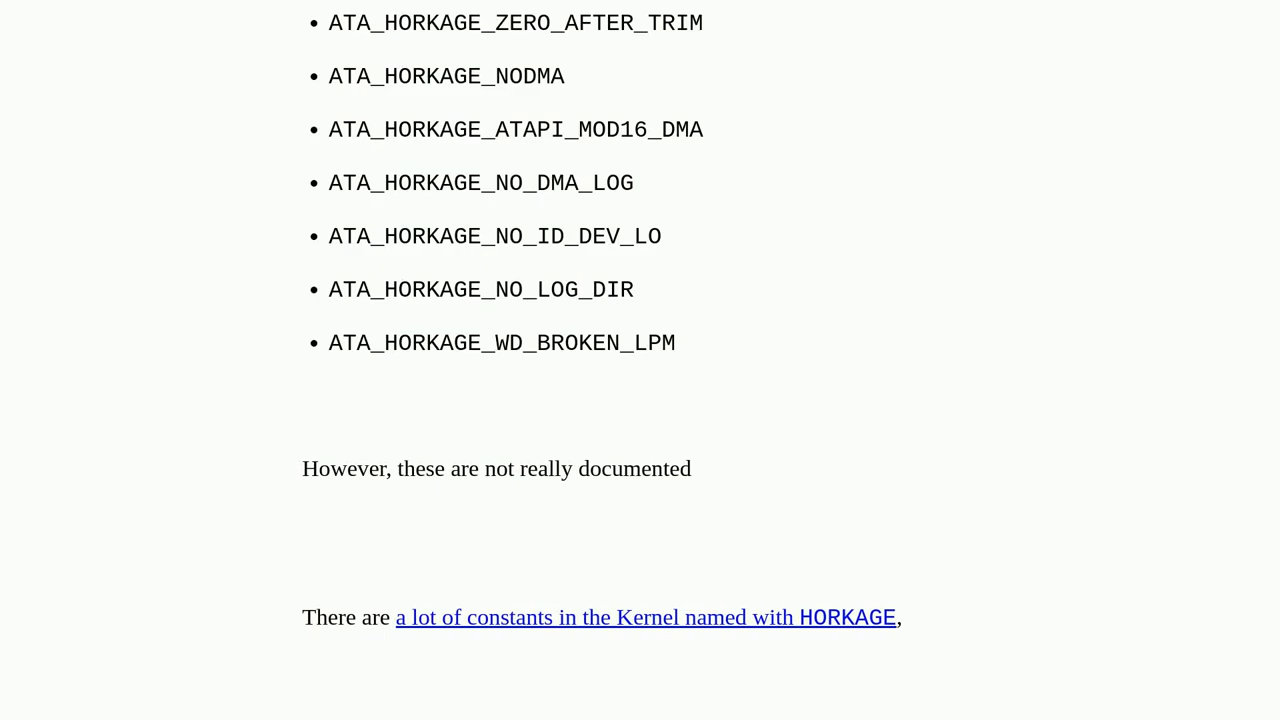 • ATA_HORKAGE_ZERO_AFTER_TRIM
• ATA_HORKAGE_NODMA
• ATA_HORKAGE_ATAPI_MOD16_DMA
• ATA_HORKAGE_NO_DMA_LOG
• ATA_HORKAGE_NO_ID_DEV_LO
• ATA_HORKAGE_NO_LOG_DIR
• ATA_HORKAGE_WD_BROKEN_LPM
However, these are not really documented
There are a lot of constants in the Kernel named with HORKAGE,